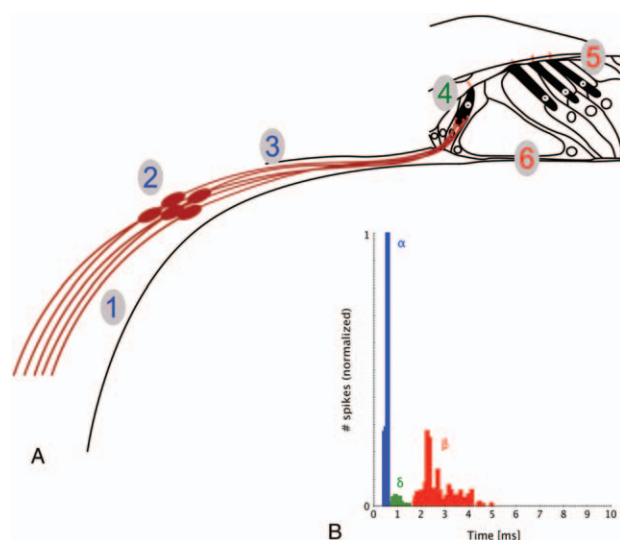 5
4
3
6
2
1
α
β
δ
1
0
# spikes (normalized)
0 1 2 3 4 5 6 7 8 9 10
Time [ms]
A
B